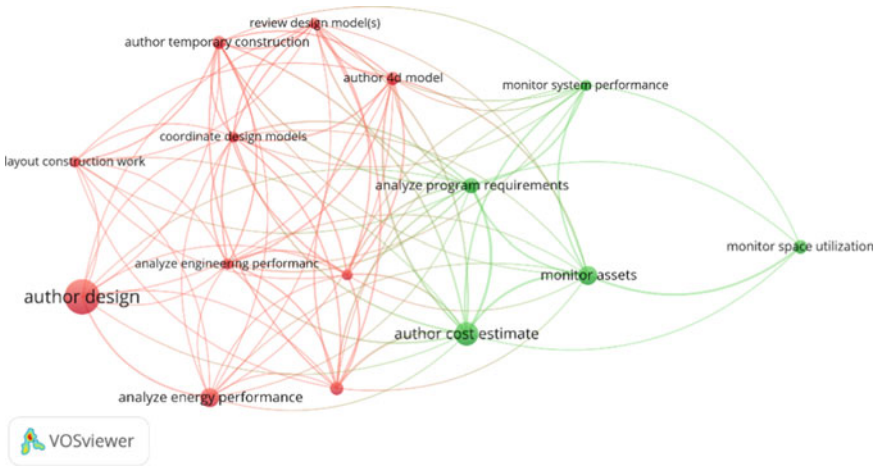 review design model(s)
author temporary construction
author 4d model
monitor system performance
coordinate design models
layout construction work
analyze program requirements
monitor space utilization
analyze engineering performanc
monitor assets
author design
author cost estimate
analyze energy performance
VOSviewer